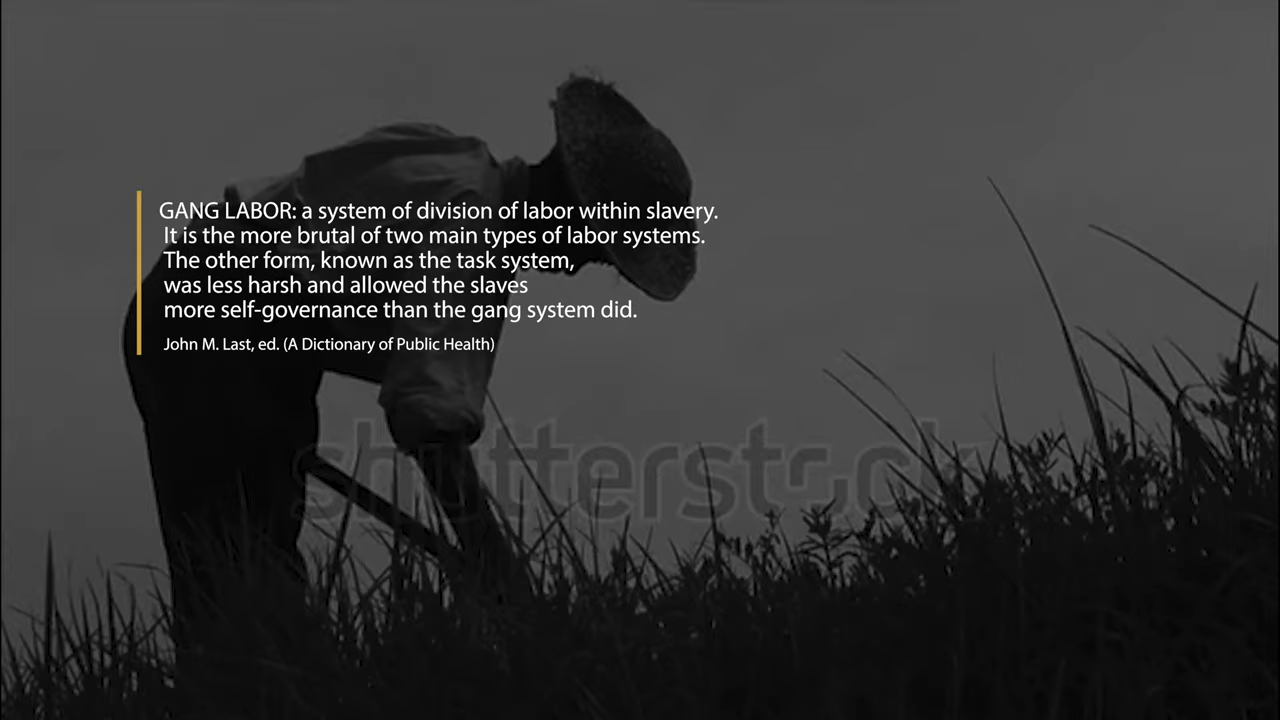 GANG LABOR: a system of division of labor within slavery.
It is the more brutal of two main types of labor systems.
The other form, known as the task system,
was less harsh and allowed the slaves
more self-governance than the gang system did.
John M. Last, ed. (A Dictionary of Public Health)
shutterstock